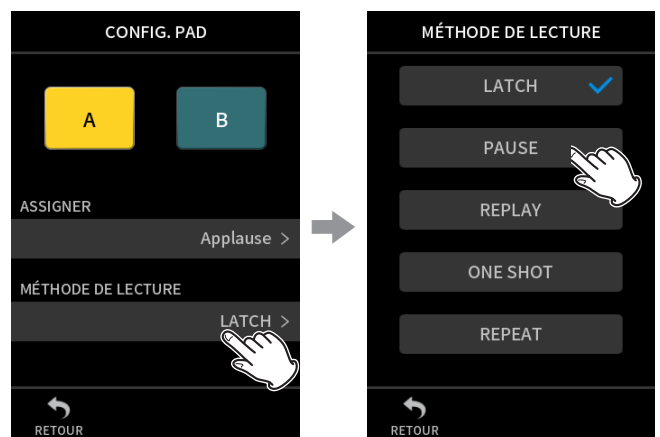 CONFIG. PAD
A
B
ASSIGNER
Applause >
MÉTHODE DE LECTURE
LATCH >
RETOUR
MÉTHODE DE LECTURE
LATCH
PAUSE
REPLAY
ONE SHOT
REPEAT
RETOUR